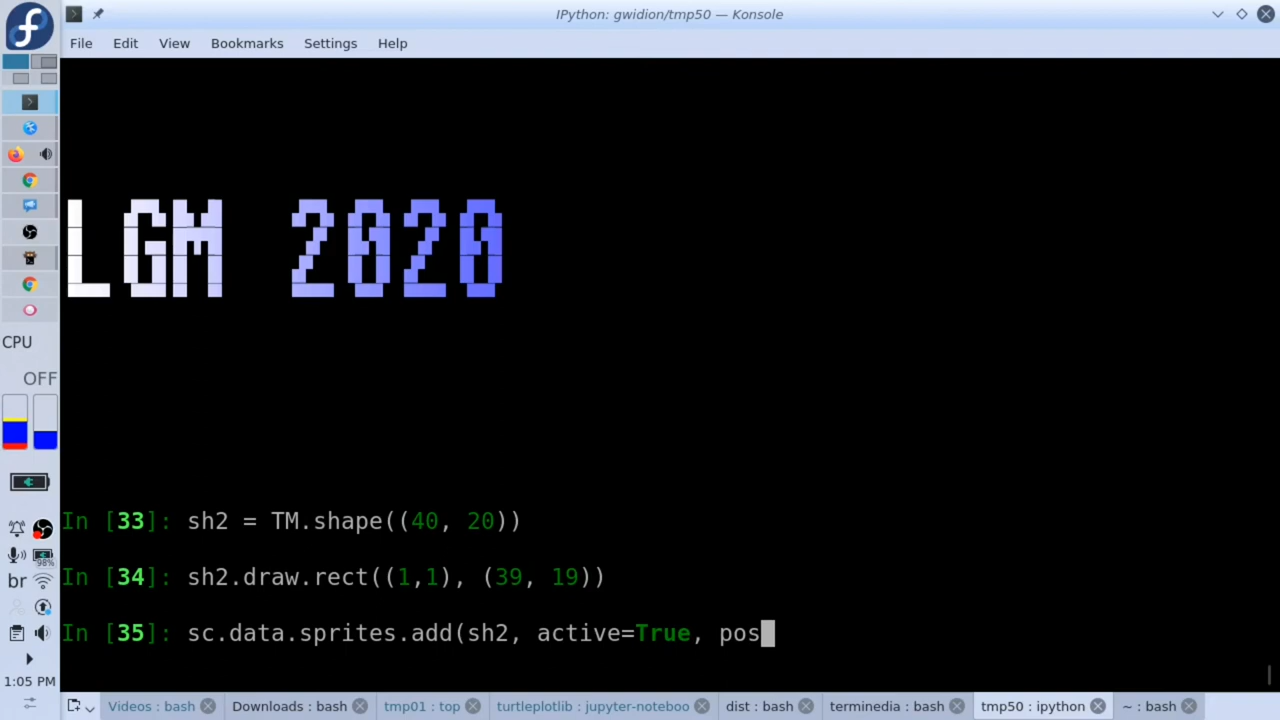 IPython: gwidion/tmp50 — Konsole
File Edit View Bookmarks Settings Help
LGM 2020
CPU
OFF
In [33]: sh2 = TM.shape((40, 20))
In [34]: sh2.draw.rect((1,1), (39, 19))
In [35]: sc.data.sprites.add(sh2, active=True, pos
98%
br
1:05 PM
Videos : bash Downloads : bash tmp01 : top turtleplotlib : jupyter-noteboo dist : bash terminedia : bash tmp50 : ipython ~ : bash